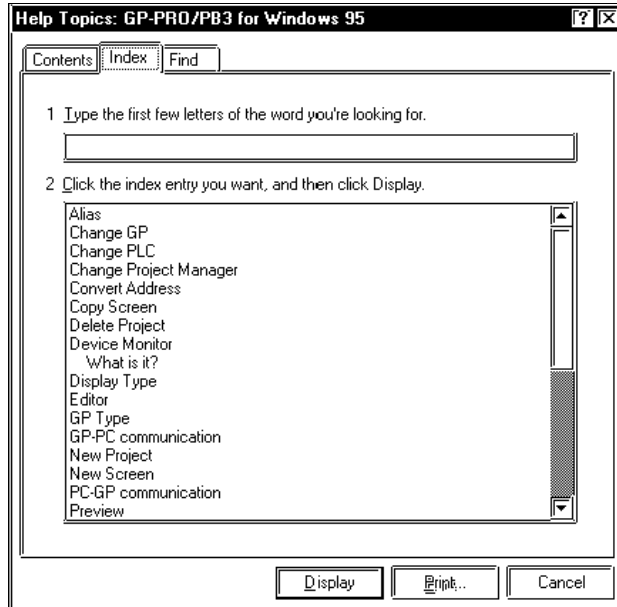 Help Topics: GP-PRO/PB3 for Windows 95
Contents Index Find
1 Type the first few letters of the word you're looking for.
2 Click the index entry you want, and then click Display.
Alias
Change GP
Change PLC
Change Project Manager
Convert Address
Copy Screen
Delete Project
Device Monitor
What is it?
Display Type
Editor
GP Type
GP-PC communication
New Project
New Screen
PC-GP communication
Preview
Display Print... Cancel